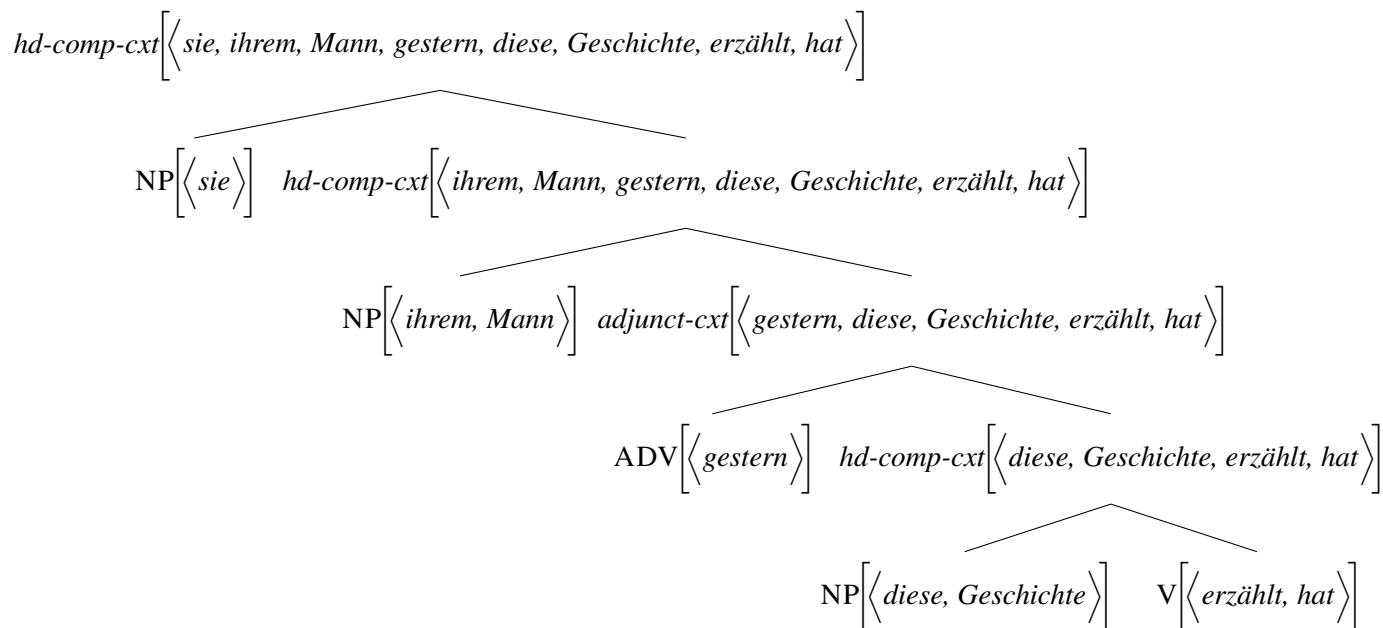 hd-comp-cxt[⟨sie, ihrem, Mann, gestern, diese, Geschichte, erzählt, hat⟩]
NP[⟨sie⟩] hd-comp-cxt[⟨ihrem, Mann, gestern, diese, Geschichte, erzählt, hat⟩]
NP[⟨ihrem, Mann⟩] adjunct-cxt[⟨gestern, diese, Geschichte, erzählt, hat⟩]
ADV[⟨gestern⟩] hd-comp-cxt[⟨diese, Geschichte, erzählt, hat⟩]
NP[⟨diese, Geschichte⟩] V[⟨erzählt, hat⟩]